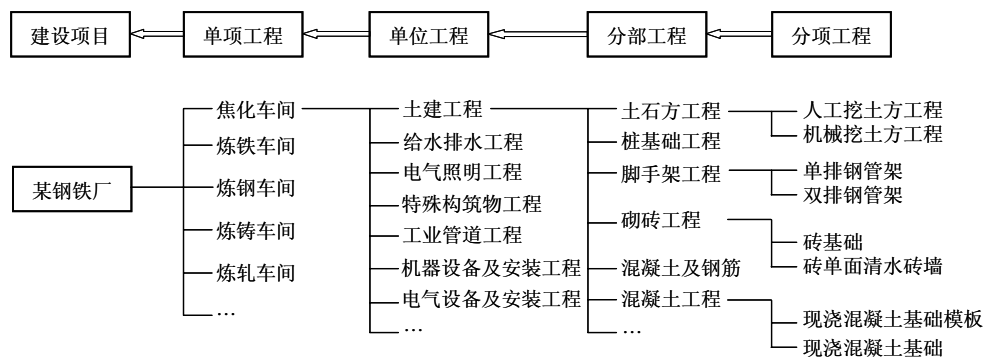 建设项目
单项工程
单位工程
分部工程
分项工程
某钢铁厂
焦化车间
炼铁车间
炼钢车间
炼铸车间
炼轧车间
…
土建工程
给水排水工程
电气照明工程
特殊构筑物工程
工业管道工程
机器设备及安装工程
电气设备及安装工程
…
土石方工程
桩基础工程
脚手架工程
砌砖工程
混凝土及钢筋
混凝土工程
…
人工挖土方工程
机械挖土方工程
单排钢管架
双排钢管架
砖基础
砖单面清水砖墙
现浇混凝土基础模板
现浇混凝土基础